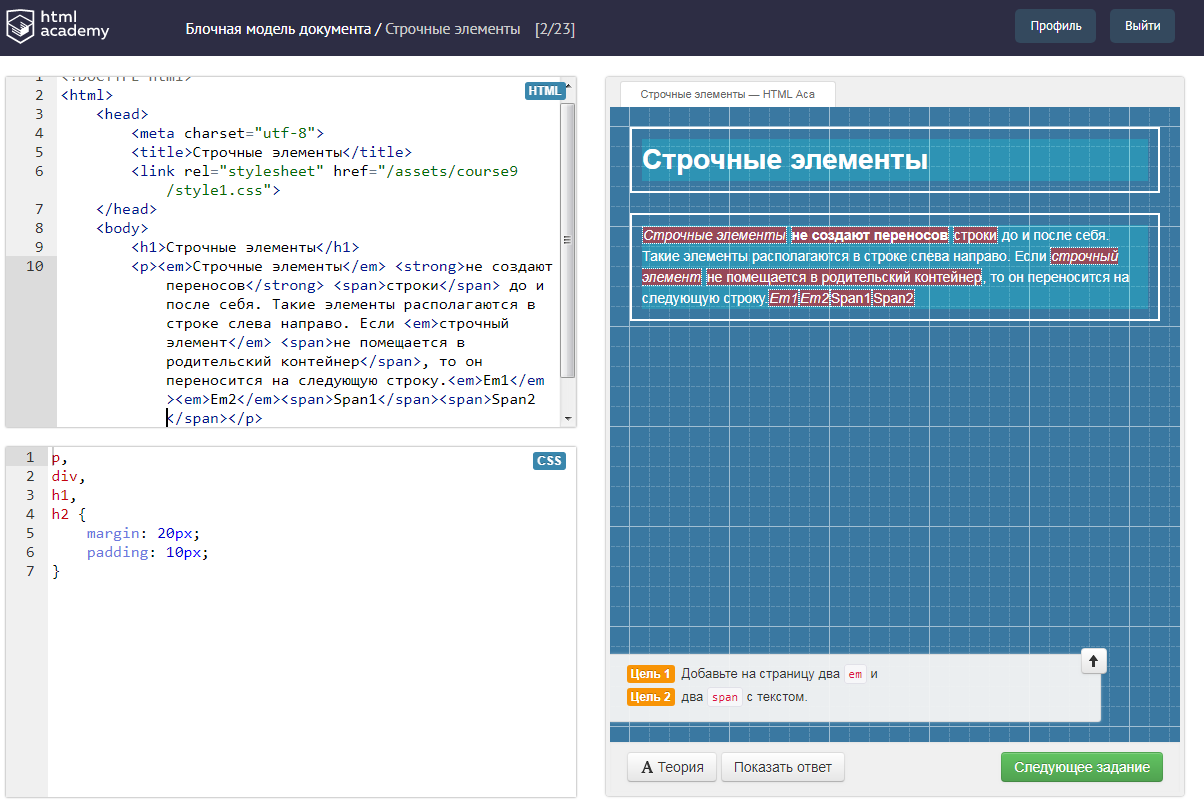 html
academy
Блочная модель документа / Строчные элементы [2/23]
Профиль
Выйти
HTML
1 <!DOCTYPE html>
2 <html>
3 <head>
4 <meta charset="utf-8">
5 <title>Строчные элементы</title>
6 <link rel="stylesheet" href="/assets/course9
/style1.css">
7 </head>
8 <body>
9 <h1>Строчные элементы</h1>
10 <p><em>Строчные элементы</em> <strong>не создают
переносов</strong> <span>строки</span> до и
после себя. Такие элементы располагаются в
строке слева направо. Если <em>строчный
элемент</em> <span>не помещается в
родительский контейнер</span>, то он
переносится на следующую строку.<em>Em1</em
><em>Em2</em><span>Span1</span><span>Span2
</span></p>
CSS
1 p,
2 div,
3 h1,
4 h2 {
5 margin: 20px;
6 padding: 10px;
7 }
Строчные элементы — HTML Aca
Строчные элементы
Строчные элементы не создают переносов строки до и после себя.
Такие элементы располагаются в строке слева направо. Если строчный
элемент не помещается в родительский контейнер, то он переносится на
следующую строку.Em1Em2Span1Span2
Цель 1 Добавьте на страницу два em и
Цель 2 два span с текстом.
A Теория
Показать ответ
Следующее задание